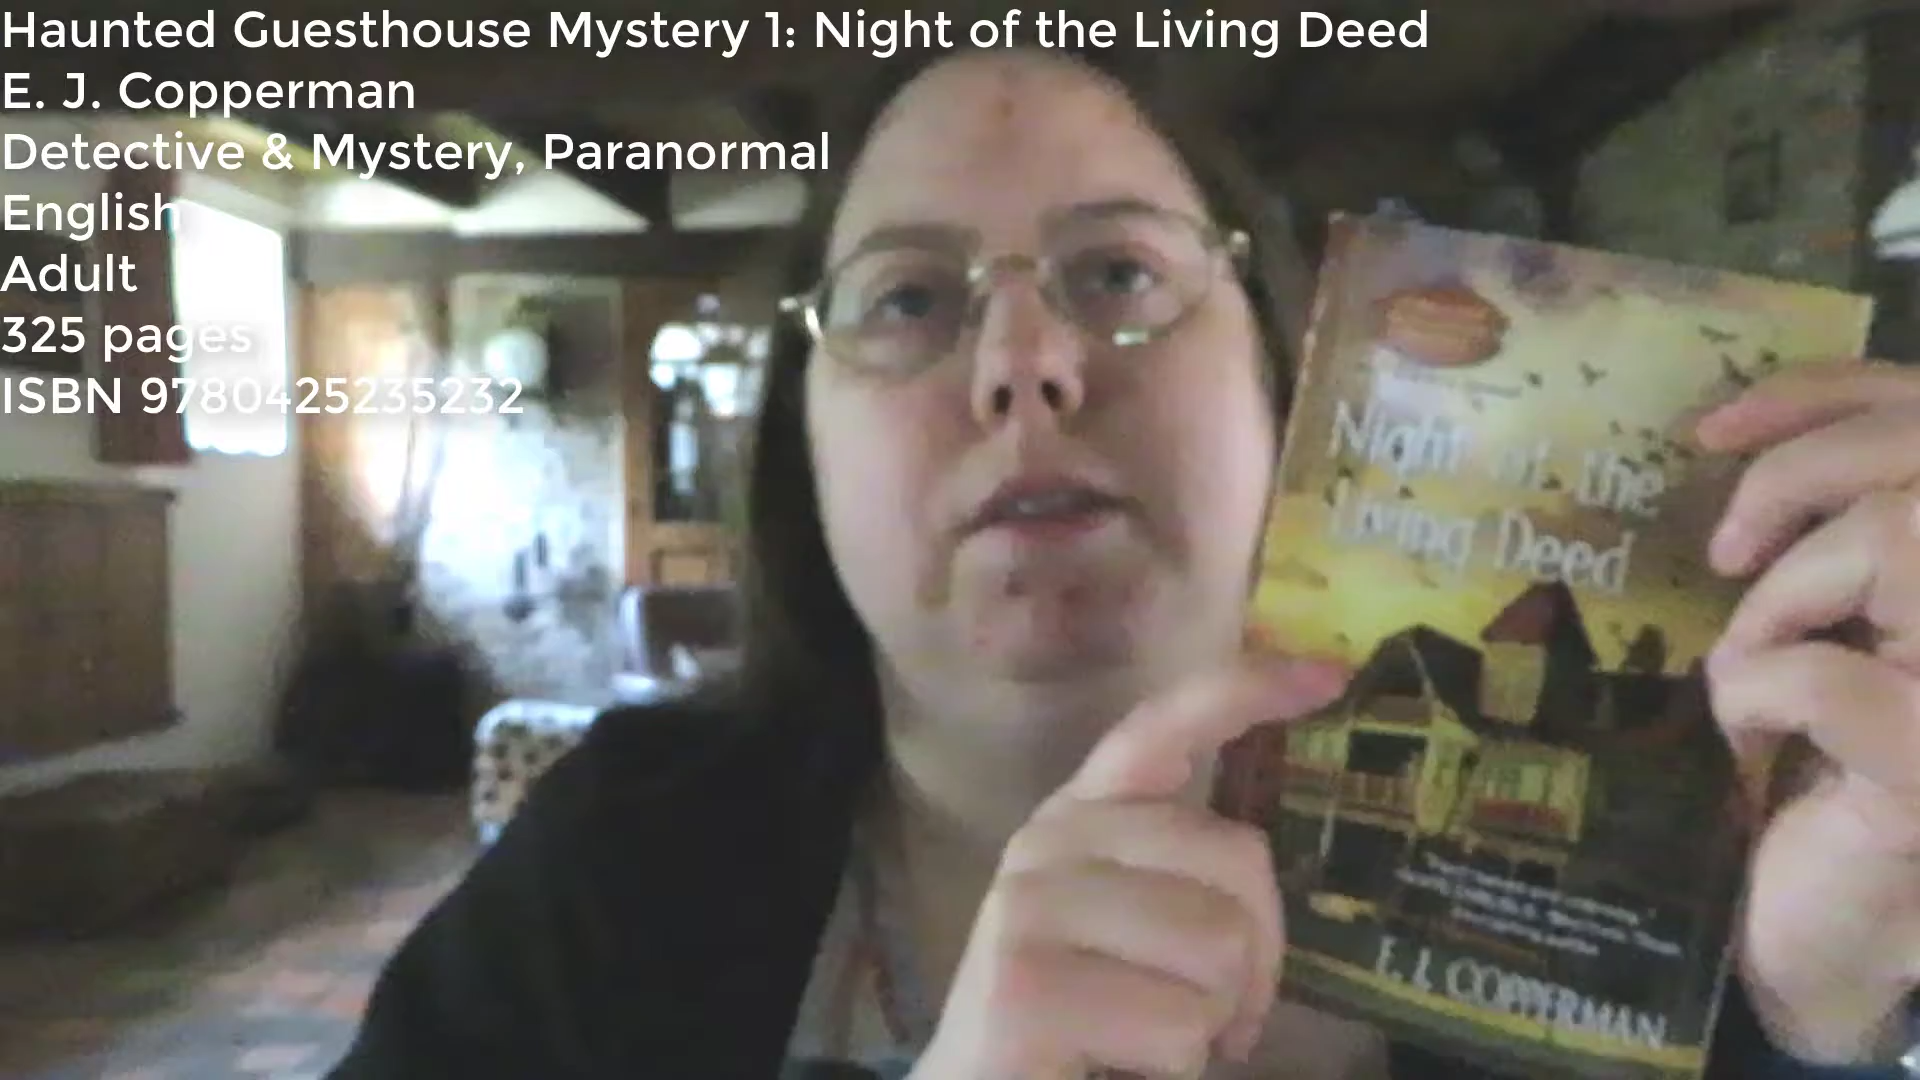 Haunted Guesthouse Mystery 1: Night of the Living Deed
E. J. Copperman
Detective & Mystery, Paranormal
English
Adult
325 pages
ISBN 9780425235232
Night of the
Living Deed
E. J. COPPERMAN